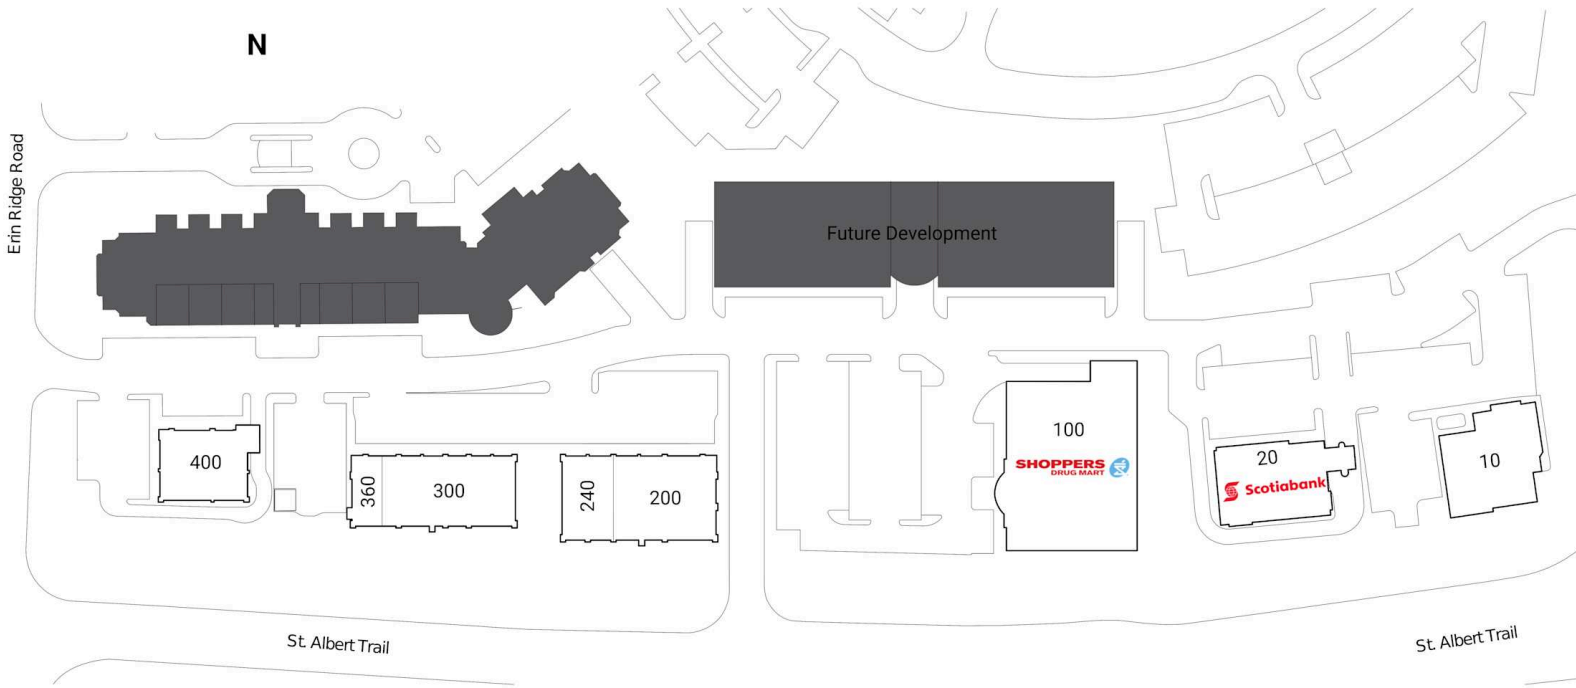 N
Erin Ridge Road
Future Development
400
360
300
240
200
100
SHOPPERS
DRUG MART
20
Scotiabank
10
St. Albert Trail
St. Albert Trail